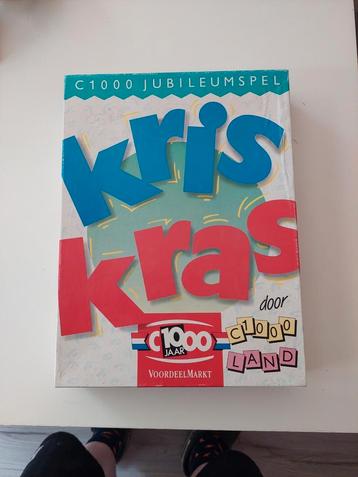 C1000 JUBILEUMSPEL
kris
kras
door
C1000
LAND
C1000
JAAR
VOORDEELMARKT